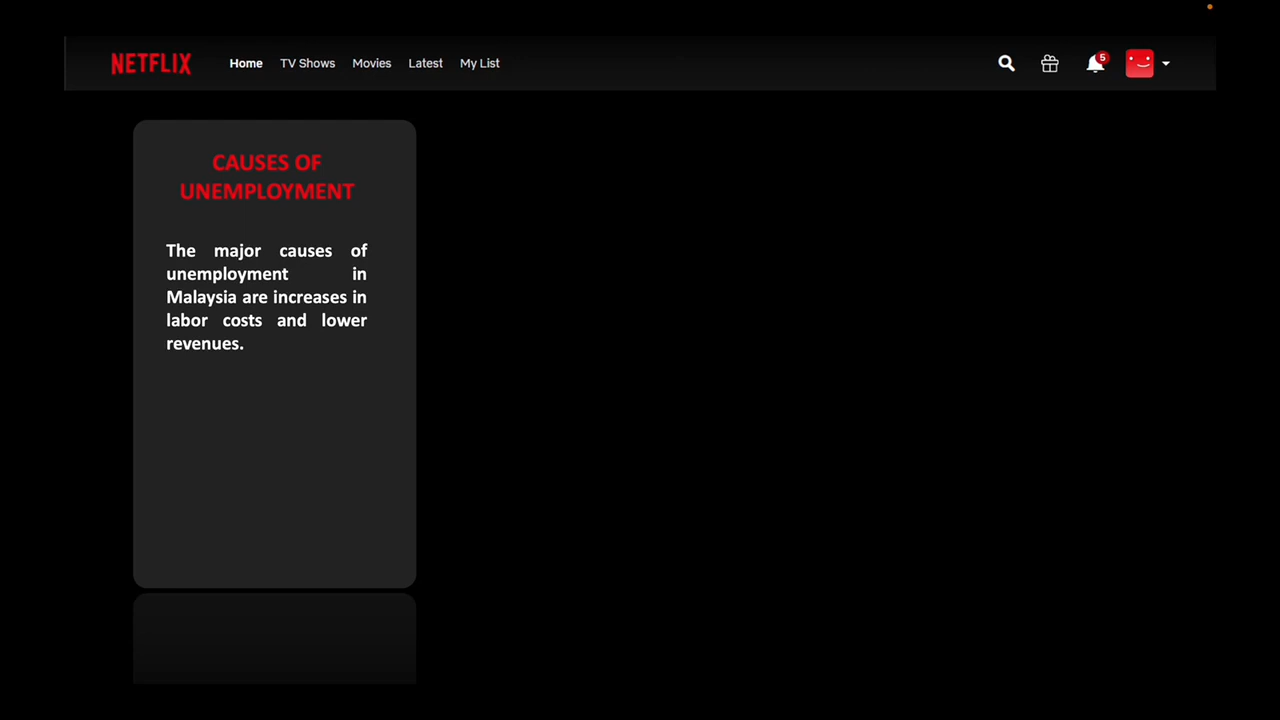 NETFLIX Home TV Shows Movies Latest My List 5
CAUSES OF
UNEMPLOYMENT
The major causes of
unemployment in
Malaysia are increases in
labor costs and lower
revenues.